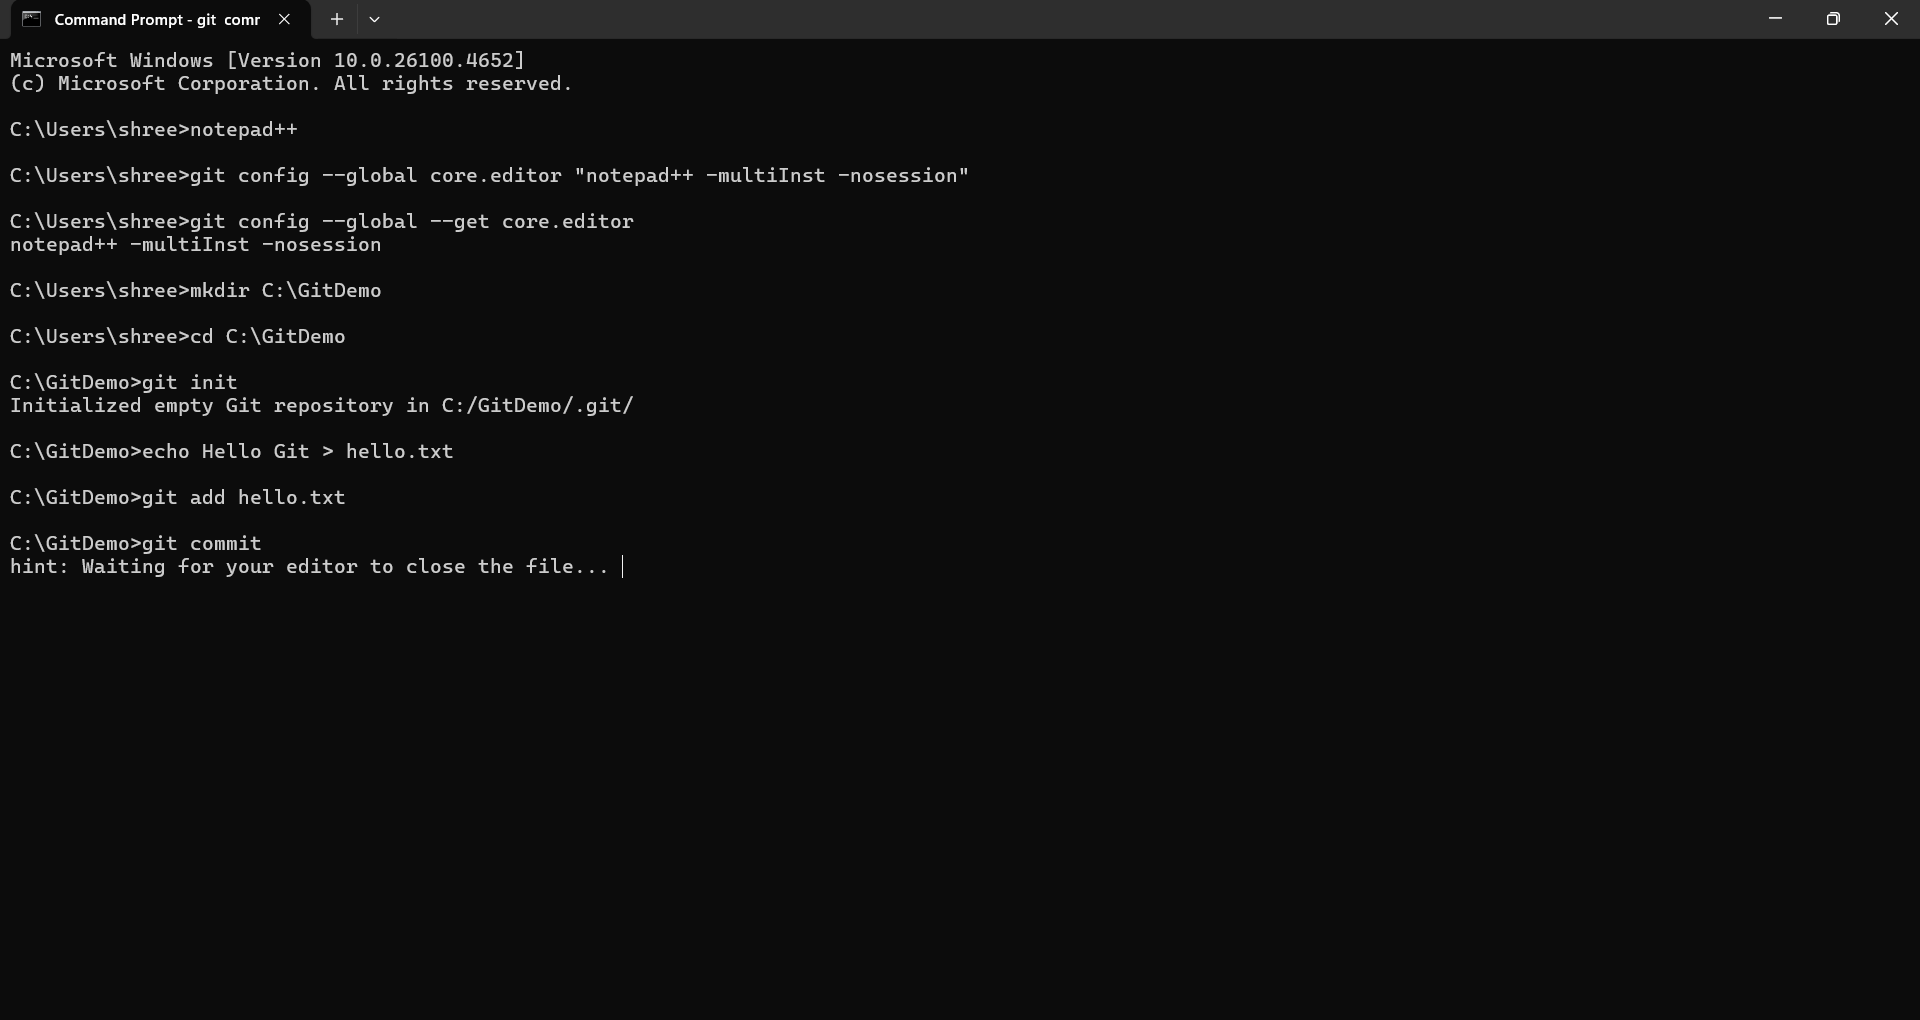 Command Prompt - git  comr
Microsoft Windows [Version 10.0.26100.4652]
(c) Microsoft Corporation. All rights reserved.
C:\Users\shree>notepad++
C:\Users\shree>git config --global core.editor "notepad++ -multiInst -nosession"
C:\Users\shree>git config --global --get core.editor
notepad++ -multiInst -nosession
C:\Users\shree>mkdir C:\GitDemo
C:\Users\shree>cd C:\GitDemo
C:\GitDemo>git init
Initialized empty Git repository in C:/GitDemo/.git/
C:\GitDemo>echo Hello Git > hello.txt
C:\GitDemo>git add hello.txt
C:\GitDemo>git commit
hint: Waiting for your editor to close the file...